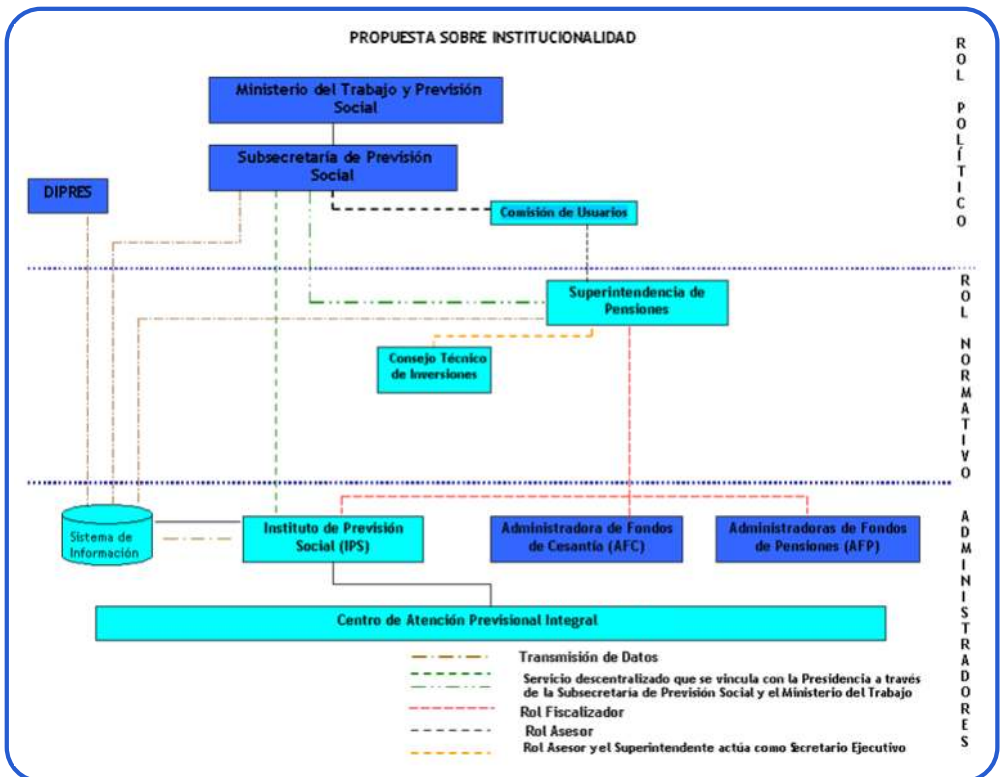 PROPUESTA SOBRE INSTITUCIONALIDAD
ROL POLÍTICO
Ministerio del Trabajo y Previsión
Social
Subsecretaría de Previsión
Social
DIPRES
Comisión de Usuarios
ROL NORMATIVO
Superintendencia de
Pensiones
Consejo Técnico
de Inversiones
ADMINISTRADORES
Sistema de
Información
Instituto de Previsión
Social (IPS)
Administradora de Fondos
de Cesantía (AFC)
Administradoras de Fondos
de Pensiones (AFP)
Centro de Atención Previsional Integral
Transmisión de Datos
Servicio descentralizado que se vincula con la Presidencia a través
de la Subsecretaría de Previsión Social y el Ministerio del Trabajo
Rol Fiscalizador
Rol Asesor
Rol Asesor y el Superintendente actúa como Secretario Ejecutivo